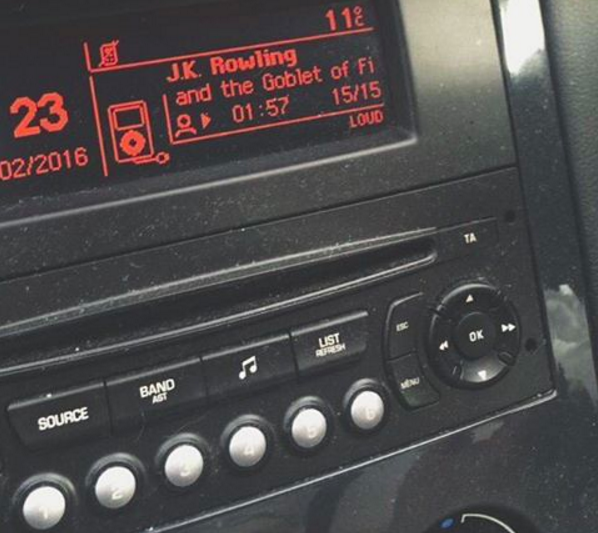 11°C
J.K. Rowling
and the Goblet of Fi
23
01:57 15/15
02/2016
LOUD
TA
ESC
OK
LIST
REFRESH
MENU
BAND
AST
SOURCE
1 2 3 4 5 6